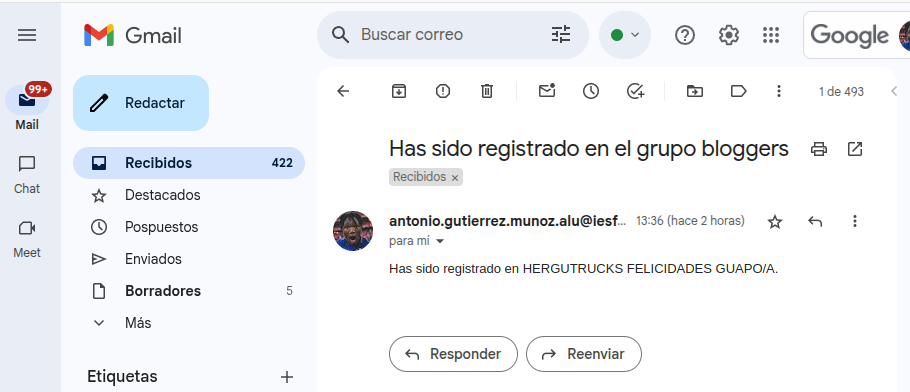 Gmail
Buscar correo
Google
99+
Mail
Chat
Meet
Redactar
Recibidos 422
Destacados
Pospuestos
Enviados
Borradores 5
Más
Etiquetas
1 de 493
Has sido registrado en el grupo bloggers
Recibidos ×
antonio.gutierrez.munoz.alu@iesf... 13:36 (hace 2 horas)
para mí
Has sido registrado en HERGUTRUCKS FELICIDADES GUAPO/A.
Responder
Reenviar